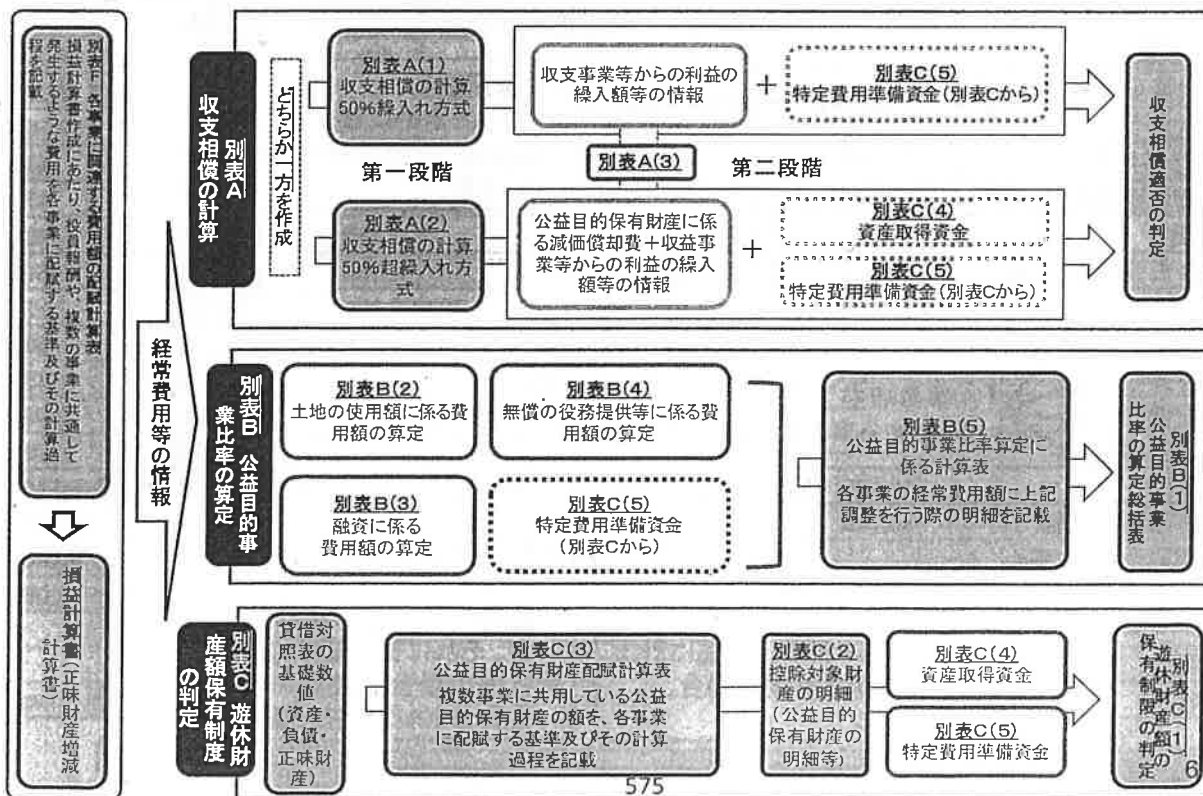 別表F 各事業に関連する費用額の配賦計算表
損益計算書作成にあたり、役員報酬や、複数の事業に共通して
発生するような費用を各事業に配賦する基準及びその計算過
程を記載
損益計算書(正味財産増減
計算書)
経常費用等の情報
別表A
収支相償の計算
どちらか一方を作成
別表A(1)
収支相償の計算
50%繰入れ方式
収支事業等からの利益の
繰入額等の情報
+
別表C(5)
特定費用準備資金(別表Cから)
第一段階
別表A(3)
第二段階
別表A(2)
収支相償の計算
50%超繰入れ方
式
公益目的保有財産に係
る減価償却費+収益事
業等からの利益の繰入
額等の情報
+
別表C(4)
資産取得資金
別表C(5)
特定費用準備資金(別表Cから)
収支相償適否の判定
別表B 公益目的事
業比率の算定
別表B(2)
土地の使用額に係る費
用額の算定
別表B(4)
無償の役務提供等に係る費
用額の算定
別表B(3)
融資に係る
費用額の算定
別表C(5)
特定費用準備資金
(別表Cから)
別表B(5)
公益目的事業比率算定に
係る計算表
各事業の経常費用額に上記
調整を行う際の明細を記載
別表B(1)
公益目的事業
比率の算定総括表
別表C 遊休財
産額保有制度
の判定
貸借対
照表の
基礎数
値
(資産・
負債・
正味財
産)
別表C(3)
公益目的保有財産配賦計算表
複数事業に共用している公益
目的保有財産の額を、各事業
に配賦する基準及びその計算
過程を記載
別表C(2)
控除対象財
産の明細
(公益目的
保有財産の
明細等)
別表C(4)
資産取得資金
別表C(5)
特定費用準備資金
別表C(1)
遊休財産額の
保有制限の判定
575
6